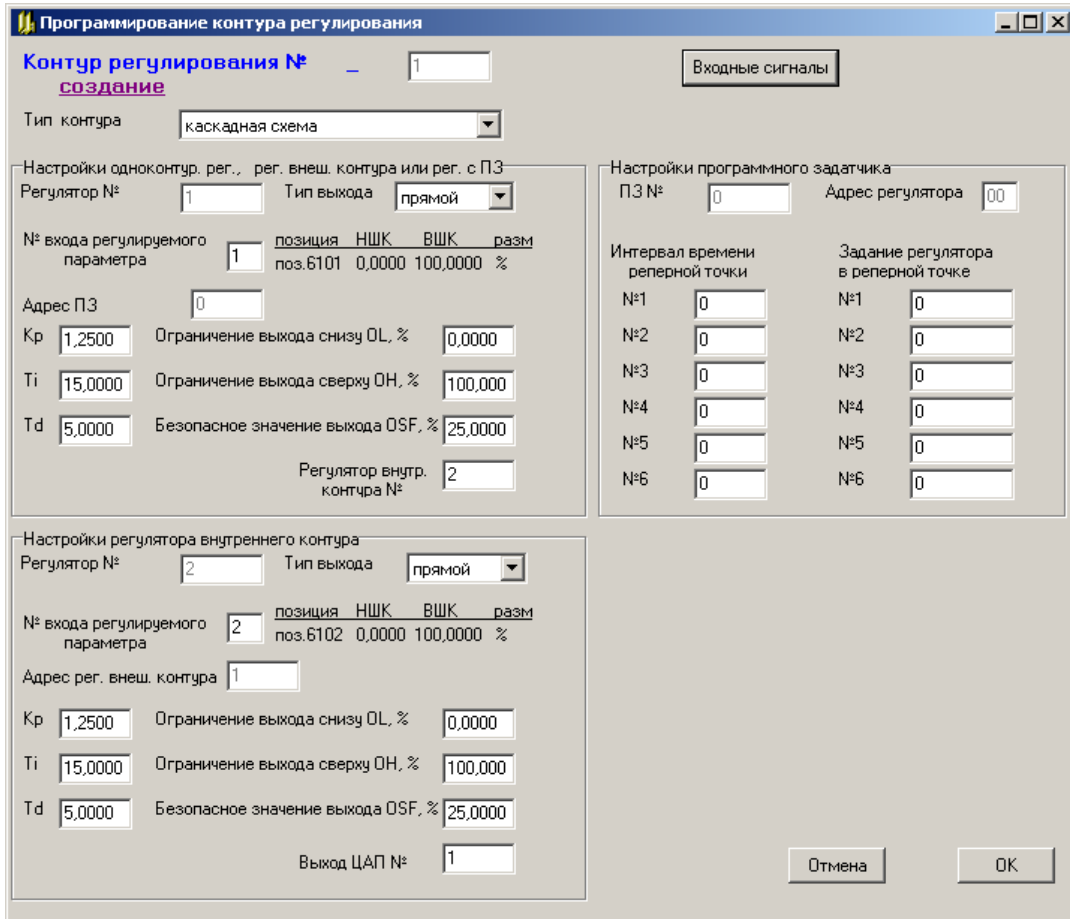 Программирование контура регулирования
Контур регулирования № _ 1
создание
Входные сигналы
Тип контура каскадная схема
Настройки одноконтур. рег., рег. внеш. контура или рег. с ПЗ
Регулятор № 1 Тип выхода прямой
№ входа регулируемого параметра 1
позиция НШК ВШК разм
поз.6101 0,0000 100,0000 %
Адрес ПЗ 0
Kp 1,2500 Ограничение выхода снизу OL, % 0,0000
Ti 15,0000 Ограничение выхода сверху OH, % 100,000
Td 5,0000 Безопасное значение выхода OSF, % 25,0000
Регулятор внутр.
контура № 2
Настройки программного задатчика
ПЗ № 0 Адрес регулятора 00
Интервал времени
реперной точки
Задание регулятора
в реперной точке
№1 0 №1 0
№2 0 №2 0
№3 0 №3 0
№4 0 №4 0
№5 0 №5 0
№6 0 №6 0
Настройки регулятора внутреннего контура
Регулятор № 2 Тип выхода прямой
№ входа регулируемого параметра 2
позиция НШК ВШК разм
поз.6102 0,0000 100,0000 %
Адрес рег. внеш. контура 1
Kp 1,2500 Ограничение выхода снизу OL, % 0,0000
Ti 15,0000 Ограничение выхода сверху OH, % 100,000
Td 5,0000 Безопасное значение выхода OSF, % 25,0000
Выход ЦАП № 1
Отмена OK